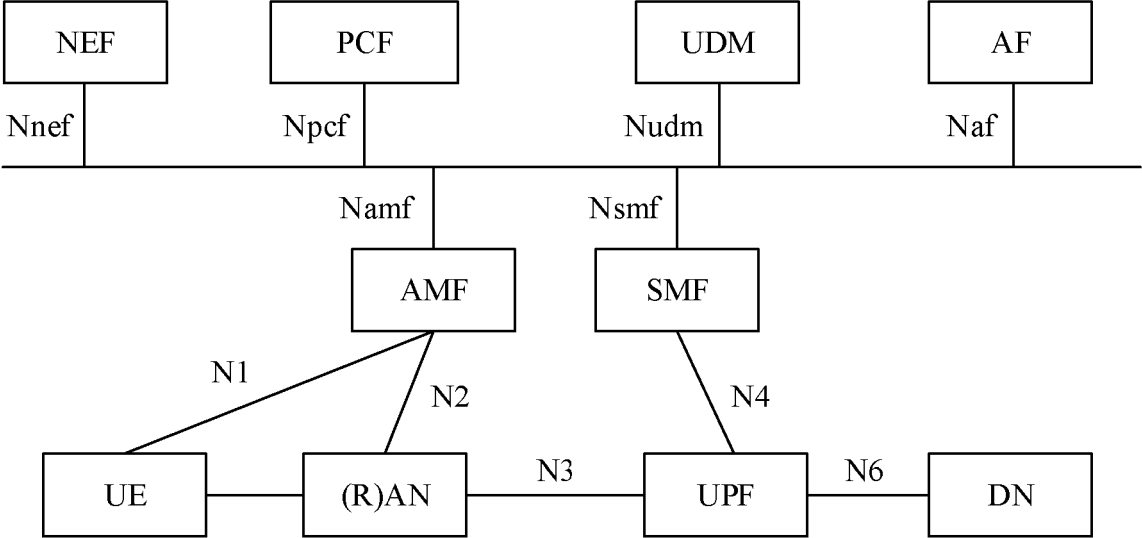 NEF PCF UDM AF
Nnef Npcf Nudm Naf
Namf Nsmf
AMF SMF
N1 N2 N4
N3 N6
UE (R)AN UPF DN